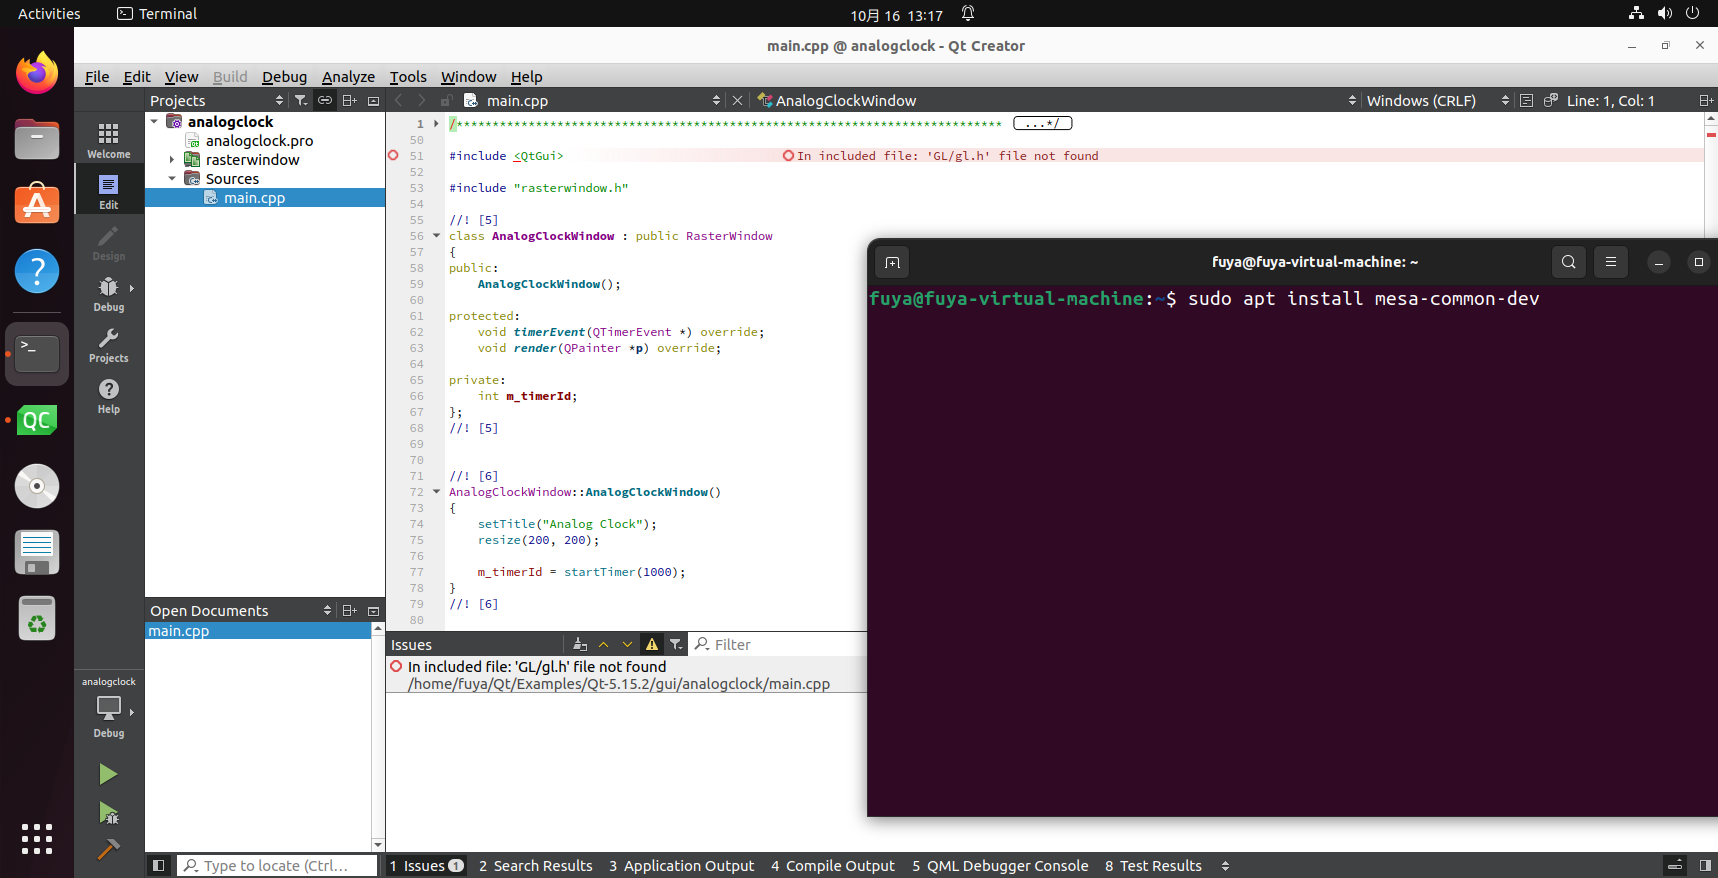 Activities
Terminal
10月 16 13:17
main.cpp @ analogclock - Qt Creator
File Edit View Build Debug Analyze Tools Window Help
Projects
main.cpp
AnalogClockWindow
Windows (CRLF)
Line: 1, Col: 1
Welcome
Edit
Design
Debug
Projects
Help
analogclock
analogclock.pro
rasterwindow
Sources
main.cpp
Open Documents
main.cpp
1 /**************************************************************************** ...*/
50
51 #include <QtGui> In included file: 'GL/gl.h' file not found
52
53 #include "rasterwindow.h"
54
55 //! [5]
56 class AnalogClockWindow : public RasterWindow
57 {
58 public:
59 AnalogClockWindow();
60
61 protected:
62 void timerEvent(QTimerEvent *) override;
63 void render(QPainter *p) override;
64
65 private:
66 int m_timerId;
67 };
68 //! [5]
69
70
71 //! [6]
72 AnalogClockWindow::AnalogClockWindow()
73 {
74 setTitle("Analog Clock");
75 resize(200, 200);
76
77 m_timerId = startTimer(1000);
78 }
79 //! [6]
80
fuya@fuya-virtual-machine: ~
fuya@fuya-virtual-machine:~$ sudo apt install mesa-common-dev
Issues
Filter
In included file: 'GL/gl.h' file not found
/home/fuya/Qt/Examples/Qt-5.15.2/gui/analogclock/main.cpp
QC
analogclock
Debug
Type to locate (Ctrl...
1 Issues 1
2 Search Results
3 Application Output
4 Compile Output
5 QML Debugger Console
8 Test Results